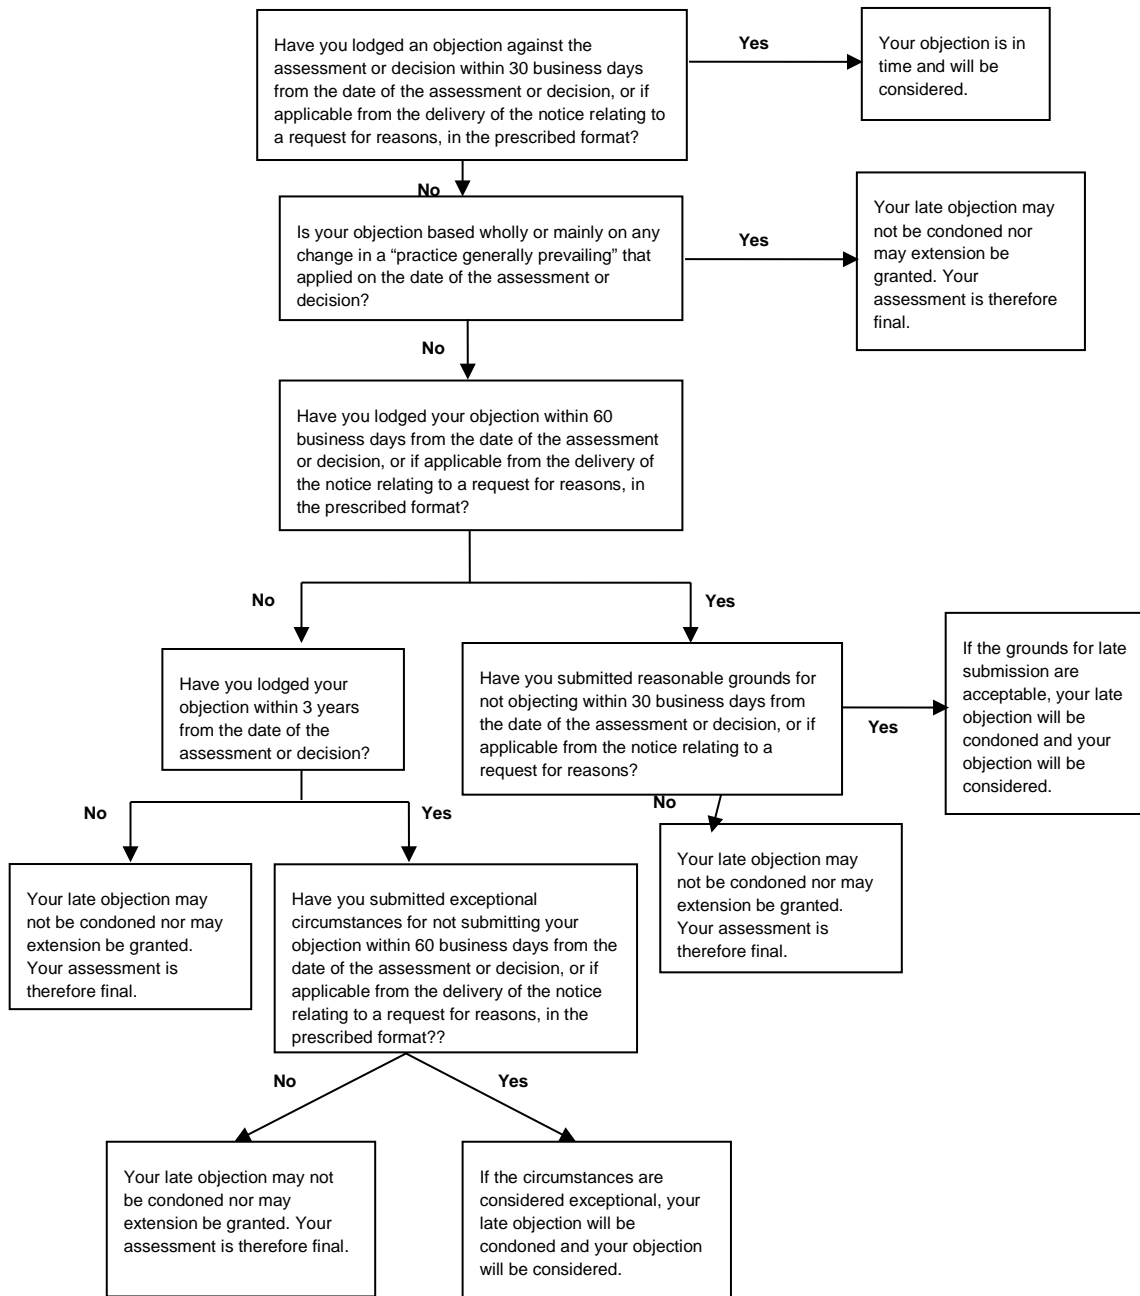 Have you lodged an objection against the
assessment or decision within 30 business days
from the date of the assessment or decision, or if
applicable from the delivery of the notice relating to
a request for reasons, in the prescribed format?
Yes
Your objection is in
time and will be
considered.
No
Is your objection based wholly or mainly on any
change in a “practice generally prevailing” that
applied on the date of the assessment or
decision?
Yes
Your late objection may
not be condoned nor
may extension be
granted. Your
assessment is therefore
final.
No
Have you lodged your objection within 60
business days from the date of the assessment
or decision, or if applicable from the delivery of
the notice relating to a request for reasons, in
the prescribed format?
No
Yes
Have you lodged your
objection within 3 years
from the date of the
assessment or decision?
Have you submitted reasonable grounds for
not objecting within 30 business days from
the date of the assessment or decision, or if
applicable from the notice relating to a
request for reasons?
Yes
If the grounds for late
submission are
acceptable, your late
objection will be
condoned and your
objection will be
considered.
No
Yes
No
Your late objection may
not be condoned nor may
extension be granted.
Your assessment is
therefore final.
Have you submitted exceptional
circumstances for not submitting your
objection within 60 business days from the
date of the assessment or decision, or if
applicable from the delivery of the notice
relating to a request for reasons, in the
prescribed format??
Your late objection may
not be condoned nor may
extension be granted.
Your assessment is
therefore final.
No
Yes
Your late objection may not
be condoned nor may
extension be granted. Your
assessment is therefore final.
If the circumstances are
considered exceptional, your
late objection will be
condoned and your objection
will be considered.